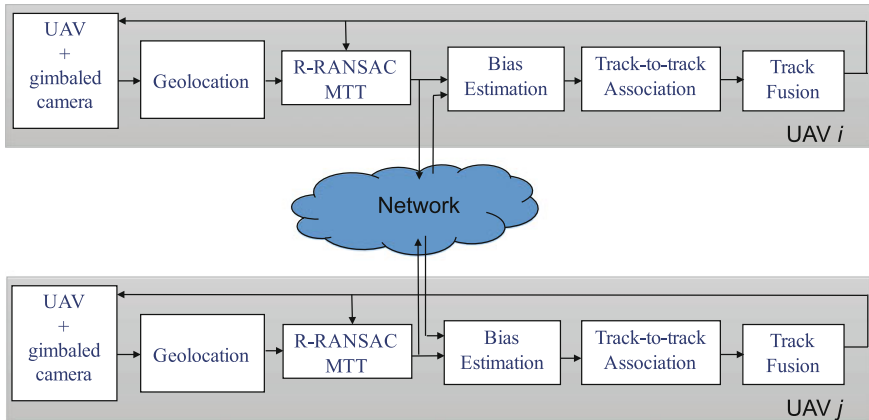 UAV
+
gimbaled
camera
Geolocation
R-RANSAC
MTT
Bias
Estimation
Track-to-track
Association
Track
Fusion
UAV i
Network
UAV
+
gimbaled
camera
Geolocation
R-RANSAC
MTT
Bias
Estimation
Track-to-track
Association
Track
Fusion
UAV j